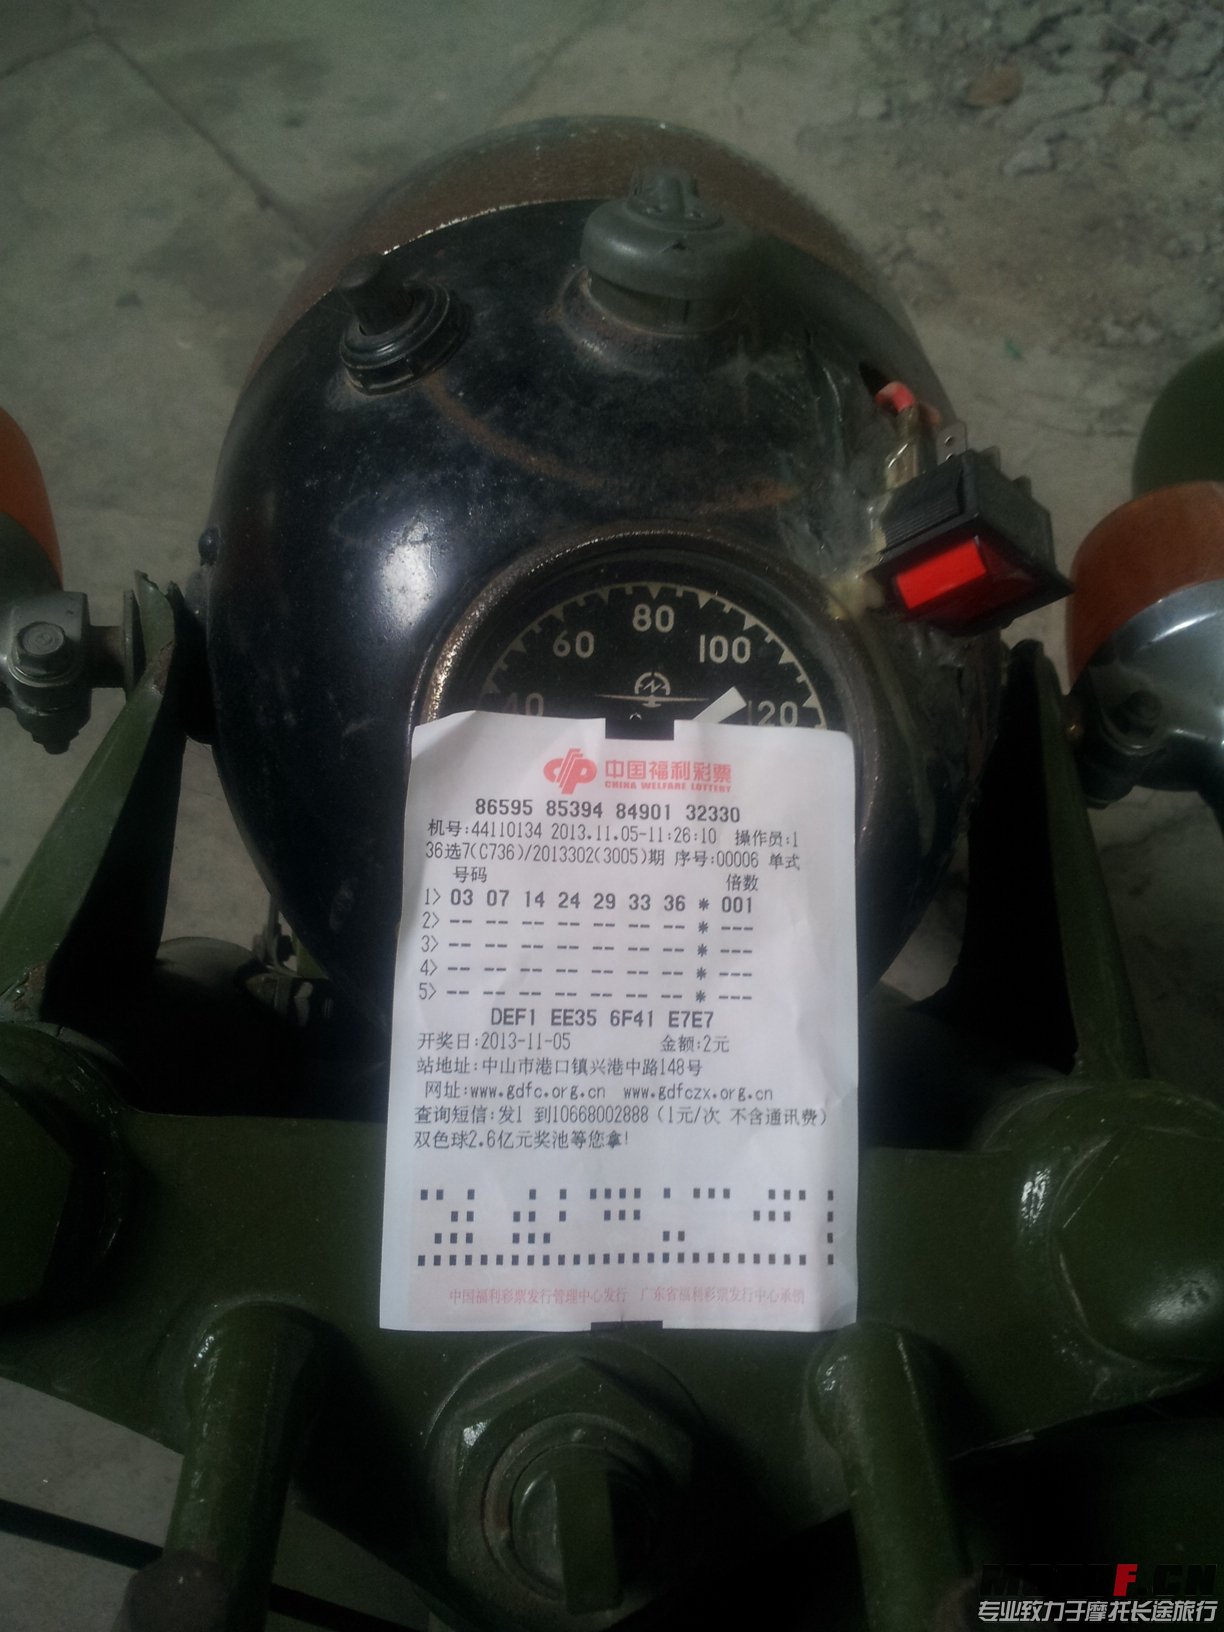 60 80 100
40 120
中国福利彩票
CHINA WELFARE LOTTERY
86595 85394 84901 32330
机号:44110134 2013.11.05-11:26:10 操作员:1
36选7(C736)/2013302(3005)期 序号:00006 单式
号码 倍数
1> 03 07 14 24 29 33 36 * 001
2> -- -- -- -- -- -- -- * ---
3> -- -- -- -- -- -- -- * ---
4> -- -- -- -- -- -- -- * ---
5> -- -- -- -- -- -- -- * ---
DEF1 EE35 6F41 E7E7
开奖日:2013-11-05 金额:2元
站地址:中山市港口镇兴港中路148号
网址:www.gdfc.org.cn www.gdfczx.org.cn
查询短信:发1 到10668002888(1元/次 不含通讯费)
双色球2.6亿元奖池等您拿!
中国福利彩票发行管理中心发行 广东省福利彩票发行中心承销
专业致力于摩托长途旅行